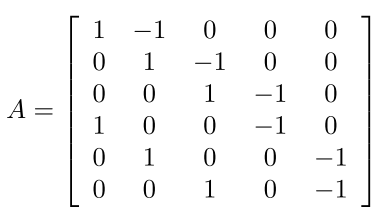 1 −1 0 0 0
0 1 −1 0 0
0 0 1 −1 0
A = 1 0 0 −1 0
0 1 0 0 −1
0 0 1 0 −1